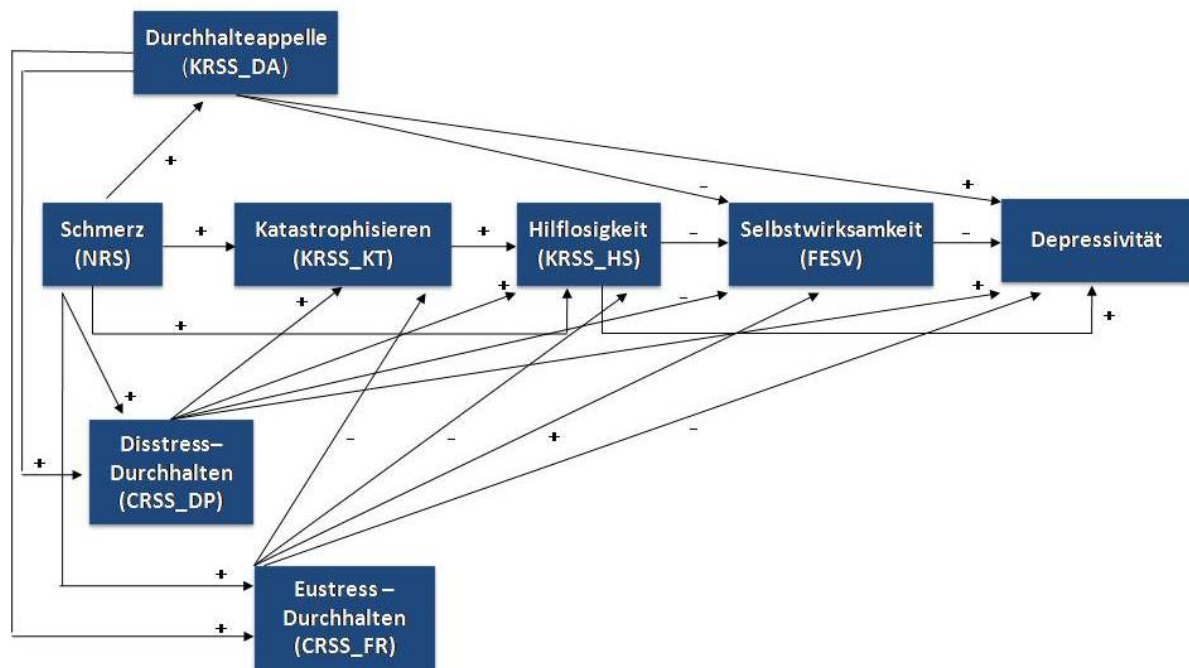 Durchhalteappelle
(KRSS_DA)
+
–
+
Schmerz
(NRS)
+
Katastrophisieren
(KRSS_KT)
+
Hilflosigkeit
(KRSS_HS)
–
Selbstwirksamkeit
(FESV)
–
Depressivität
+
+
–
+
+
+
+
–
–
+
–
Disstress–
Durchhalten
(CRSS_DP)
+
+
Eustress –
Durchhalten
(CRSS_FR)
+